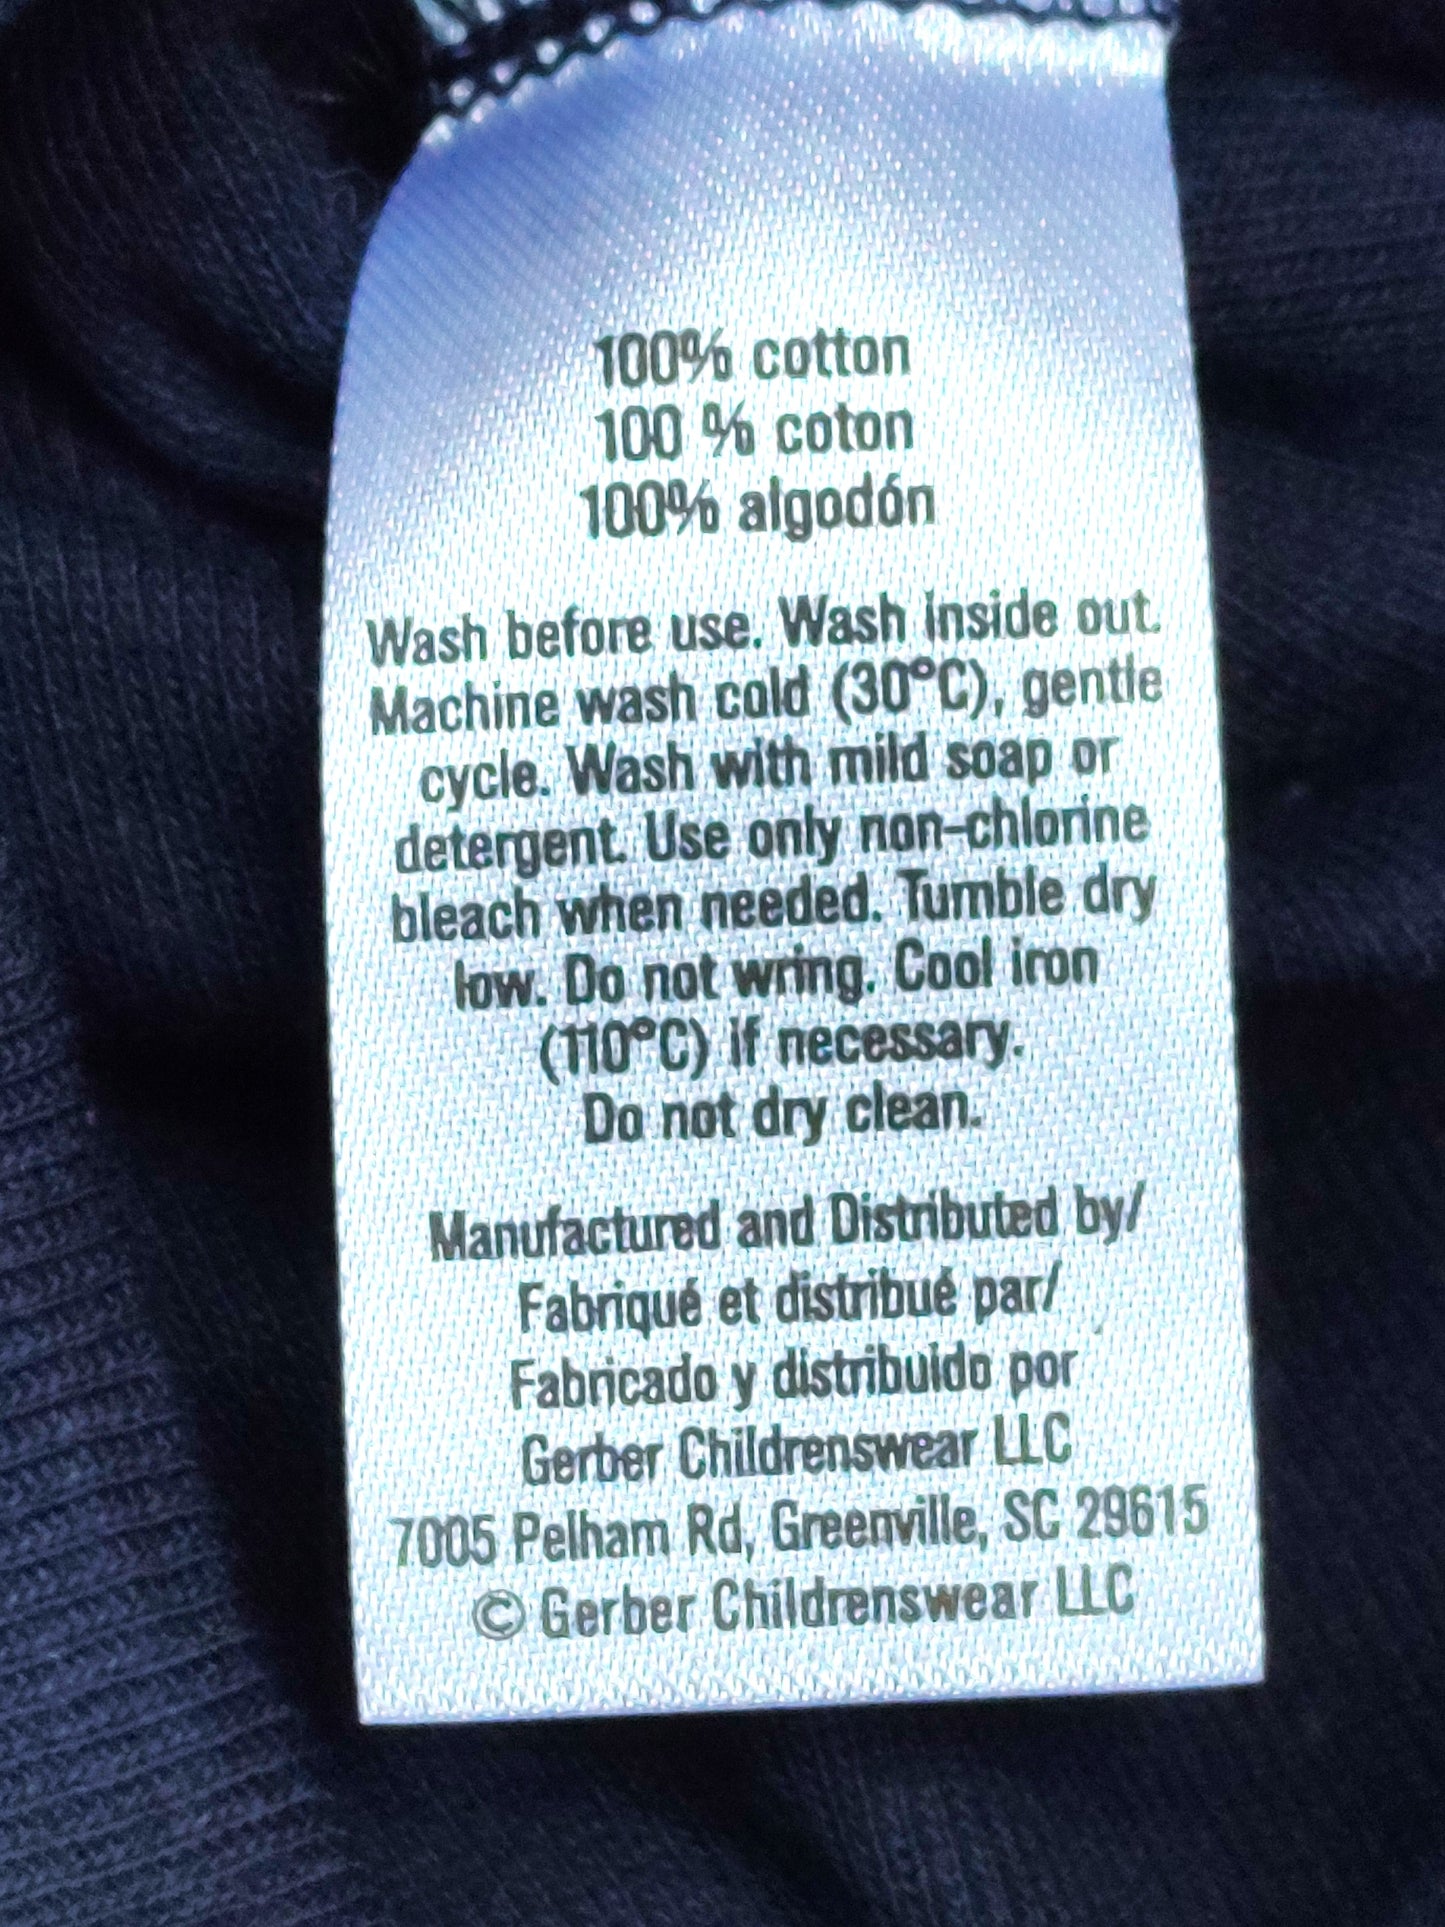 100% cotton
100 % coton
100% algodón
Wash before use. Wash inside out.
Machine wash cold (30°C), gentle
cycle. Wash with mild soap or
detergent. Use only non-chlorine
bleach when needed. Tumble dry
low. Do not wring. Cool iron
(110°C) if necessary.
Do not dry clean.
Manufactured and Distributed by/
Fabriqué et distribué par/
Fabricado y distribuido por
Gerber Childrenswear LLC
7005 Pelham Rd, Greenville, SC 29615
© Gerber Childrenswear LLC